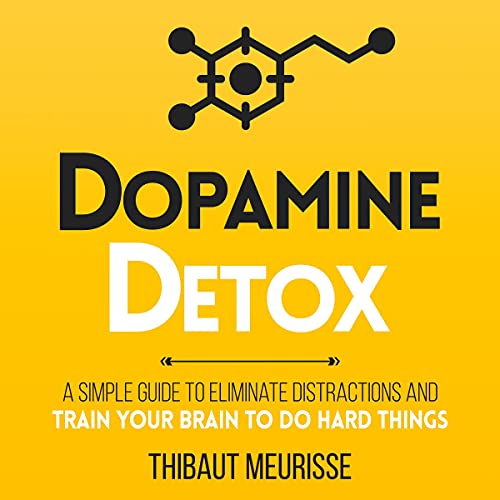 DOPAMINE
DETOX
A SIMPLE GUIDE TO ELIMINATE DISTRACTIONS AND
TRAIN YOUR BRAIN TO DO HARD THINGS
THIBAUT MEURISSE